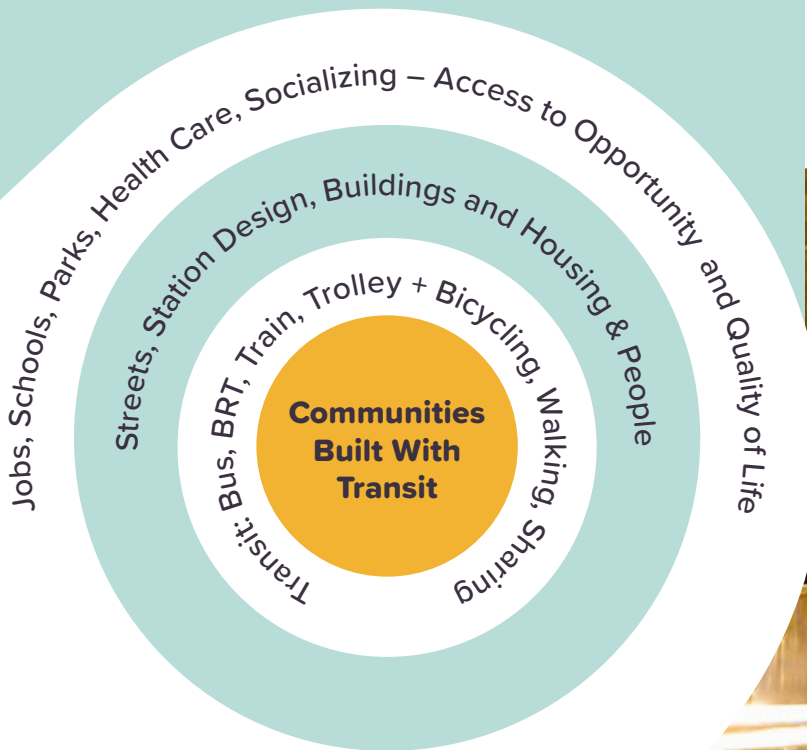 Jobs, Schools, Parks, Health Care, Socializing – Access to Opportunity and Quality of Life
Streets, Station Design, Buildings and Housing & People
Transit: Bus, BRT, Train, Trolley + Bicycling, Walking, Sharing
Communities
Built With
Transit